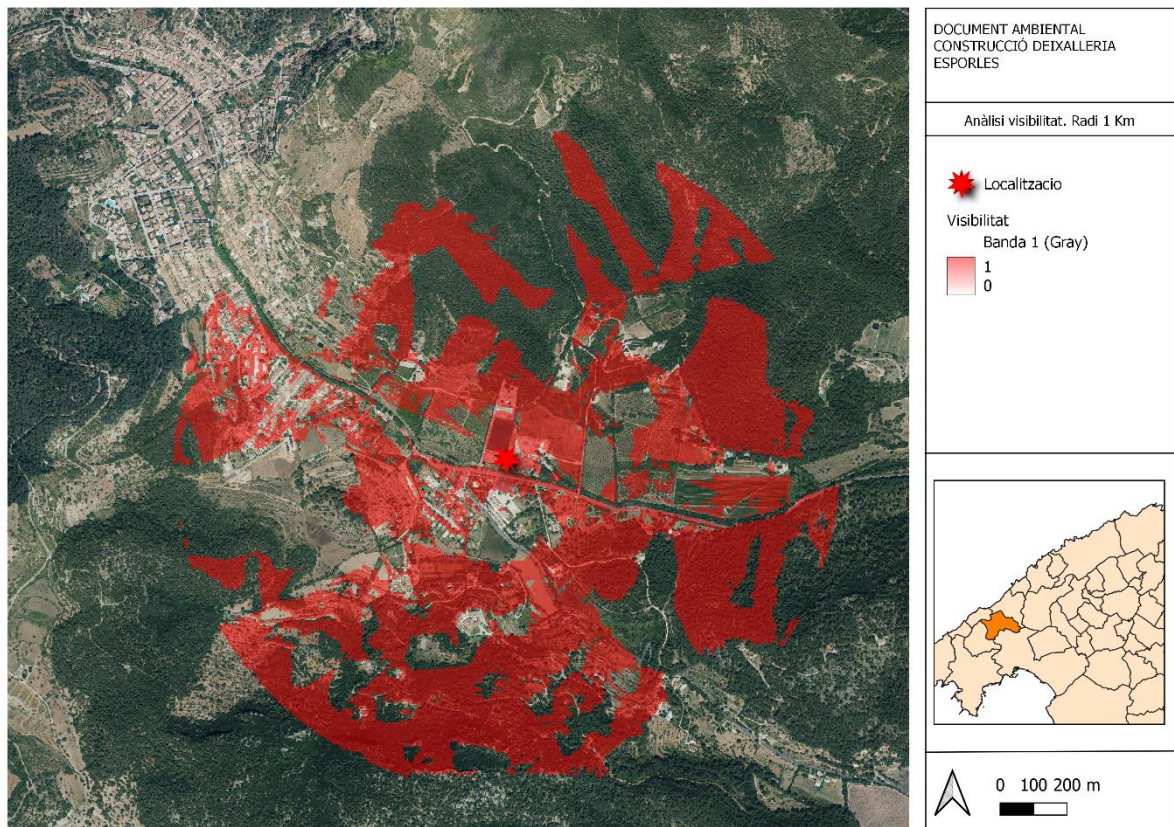 DOCUMENT AMBIENTAL
CONSTRUCCIÓ DEIXALLERIA
ESPORLES
Anàlisi visibilitat. Radi 1 Km
Localitzacio
Visibilitat
Banda 1 (Gray)
1
0
0 100 200 m